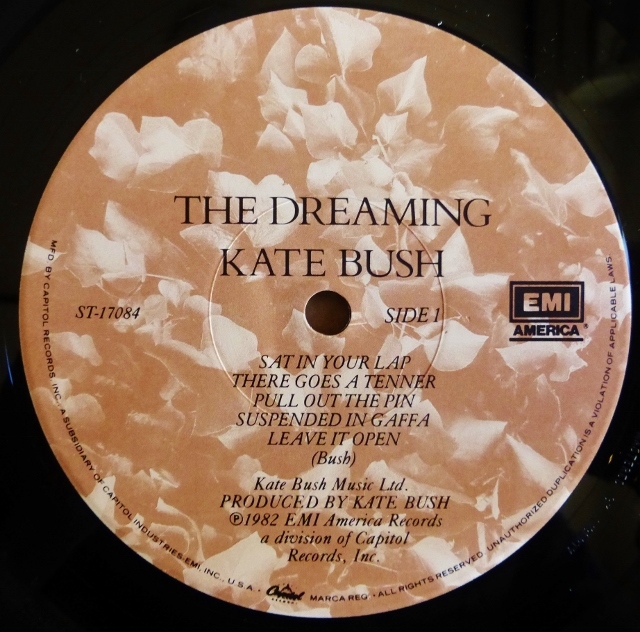 THE DREAMING
KATE BUSH
ST-17084
SIDE 1
EMI
AMERICA®
SAT IN YOUR LAP
THERE GOES A TENNER
PULL OUT THE PIN
SUSPENDED IN GAFFA
LEAVE IT OPEN
(Bush)
Kate Bush Music Ltd.
PRODUCED BY KATE BUSH
℗1982 EMI America Records
a division of Capitol
Records, Inc.
MFD BY CAPITOL RECORDS, INC., A SUBSIDIARY OF CAPITOL INDUSTRIES-EMI, INC., U.S.A. • Capitol MARCA REG. • ALL RIGHTS RESERVED. UNAUTHORIZED DUPLICATION IS A VIOLATION OF APPLICABLE LAWS.